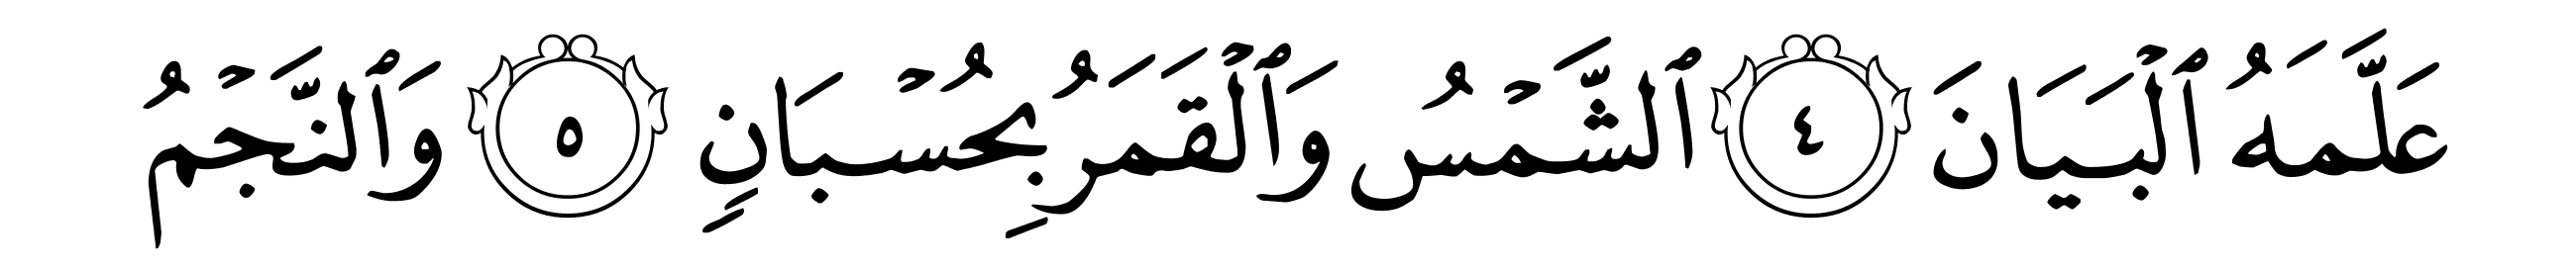 عَلَّمَهُ ٱلْبَيَانَ ٤ ٱلشَّمْسُ وَٱلْقَمَرُ بِحُسْبَانٍ ٥ وَٱلنَّجْمُ